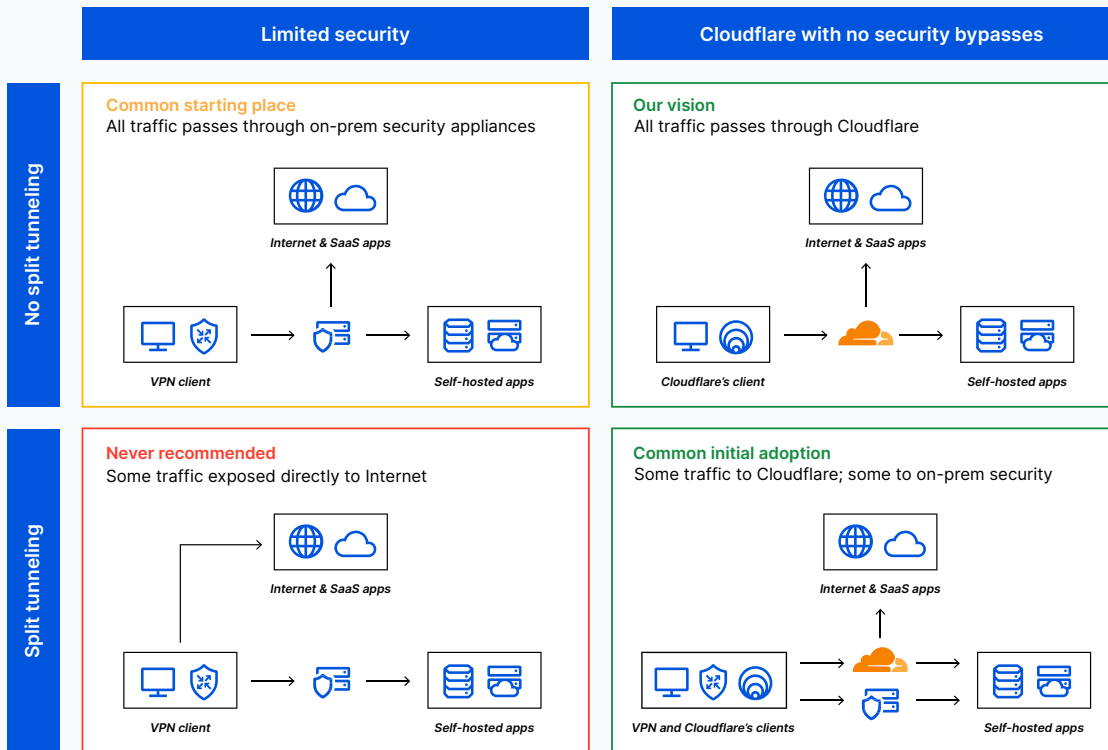 Limited security
Cloudflare with no security bypasses
No split tunneling
Common starting place
All traffic passes through on-prem security appliances
Internet & SaaS apps
VPN client
Self-hosted apps
Our vision
All traffic passes through Cloudflare
Internet & SaaS apps
Cloudflare's client
Self-hosted apps
Split tunneling
Never recommended
Some traffic exposed directly to Internet
Internet & SaaS apps
VPN client
Self-hosted apps
Common initial adoption
Some traffic to Cloudflare; some to on-prem security
Internet & SaaS apps
VPN and Cloudflare's clients
Self-hosted apps